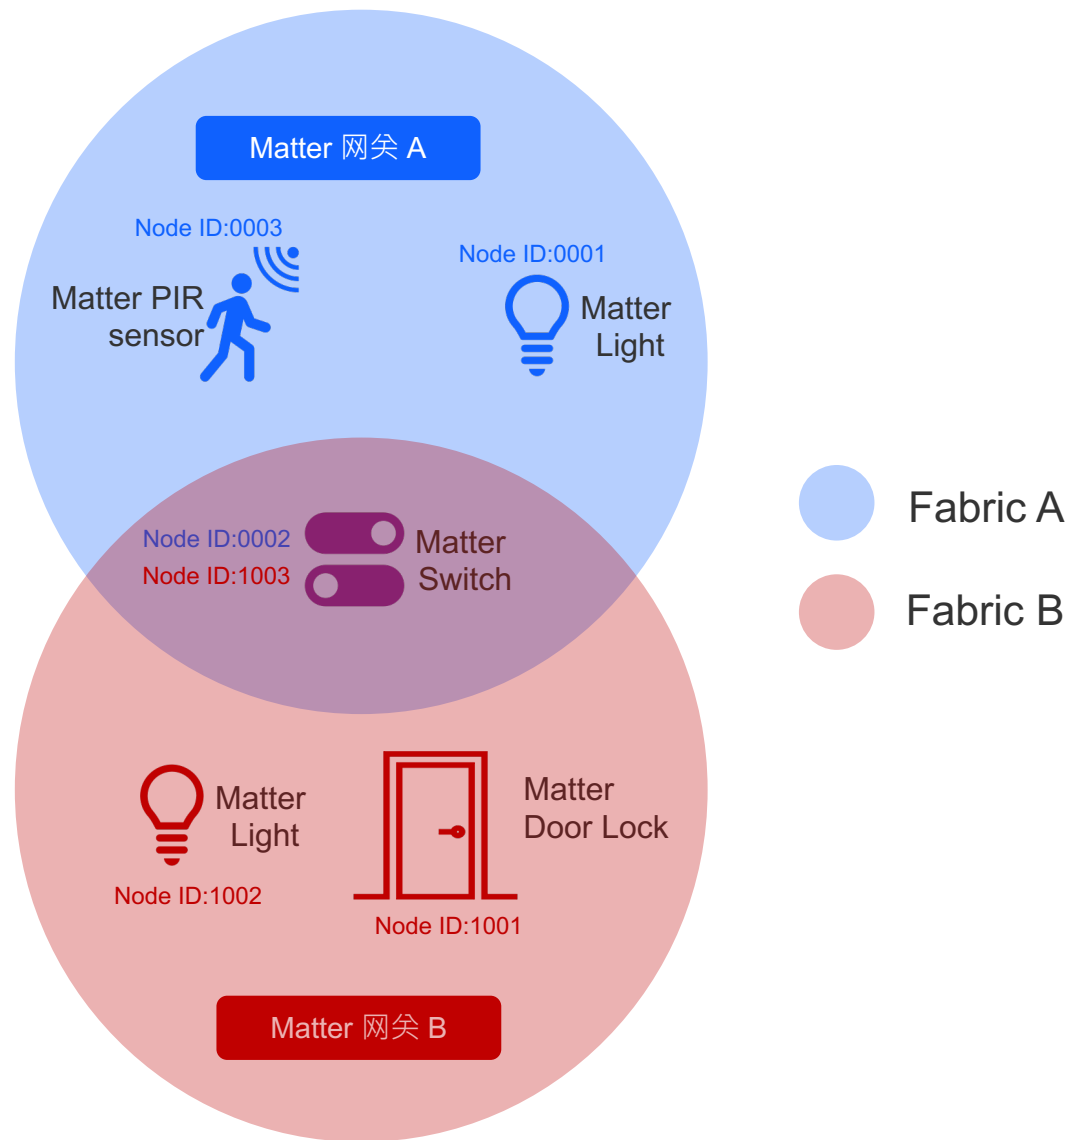 Matter 网关 A
Node ID:0003
Node ID:0001
Matter PIR
sensor
Matter
Light
Node ID:0002
Node ID:1003
Matter
Switch
Fabric A
Fabric B
Matter
Light
Node ID:1002
Matter
Door Lock
Node ID:1001
Matter 网关 B